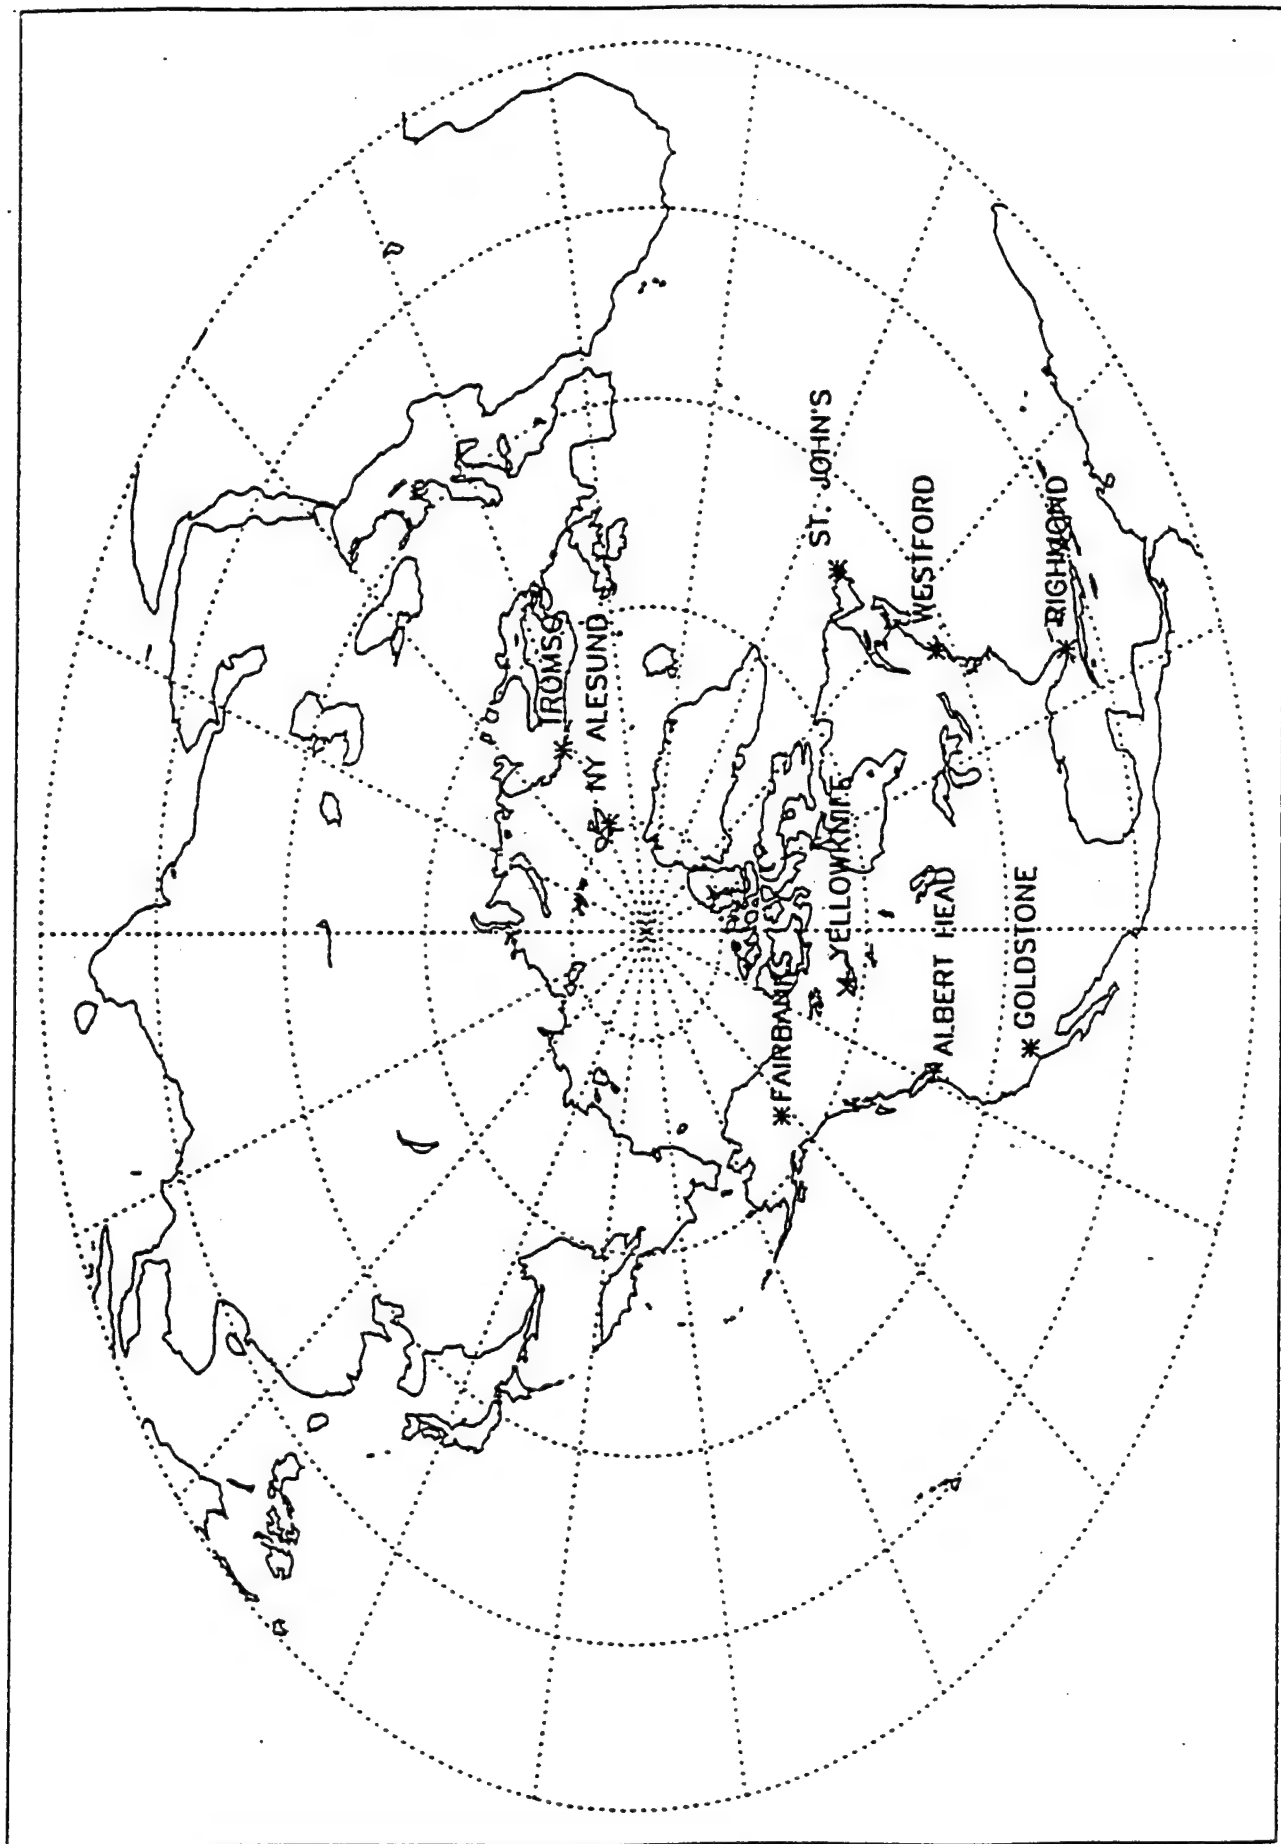 TROMSO
NY ALESUND
ST. JOHN'S
WESTFORD
RICHMOND
YELLOWKNIFE
FAIRBANKS
ALBERT HEAD
GOLDSTONE